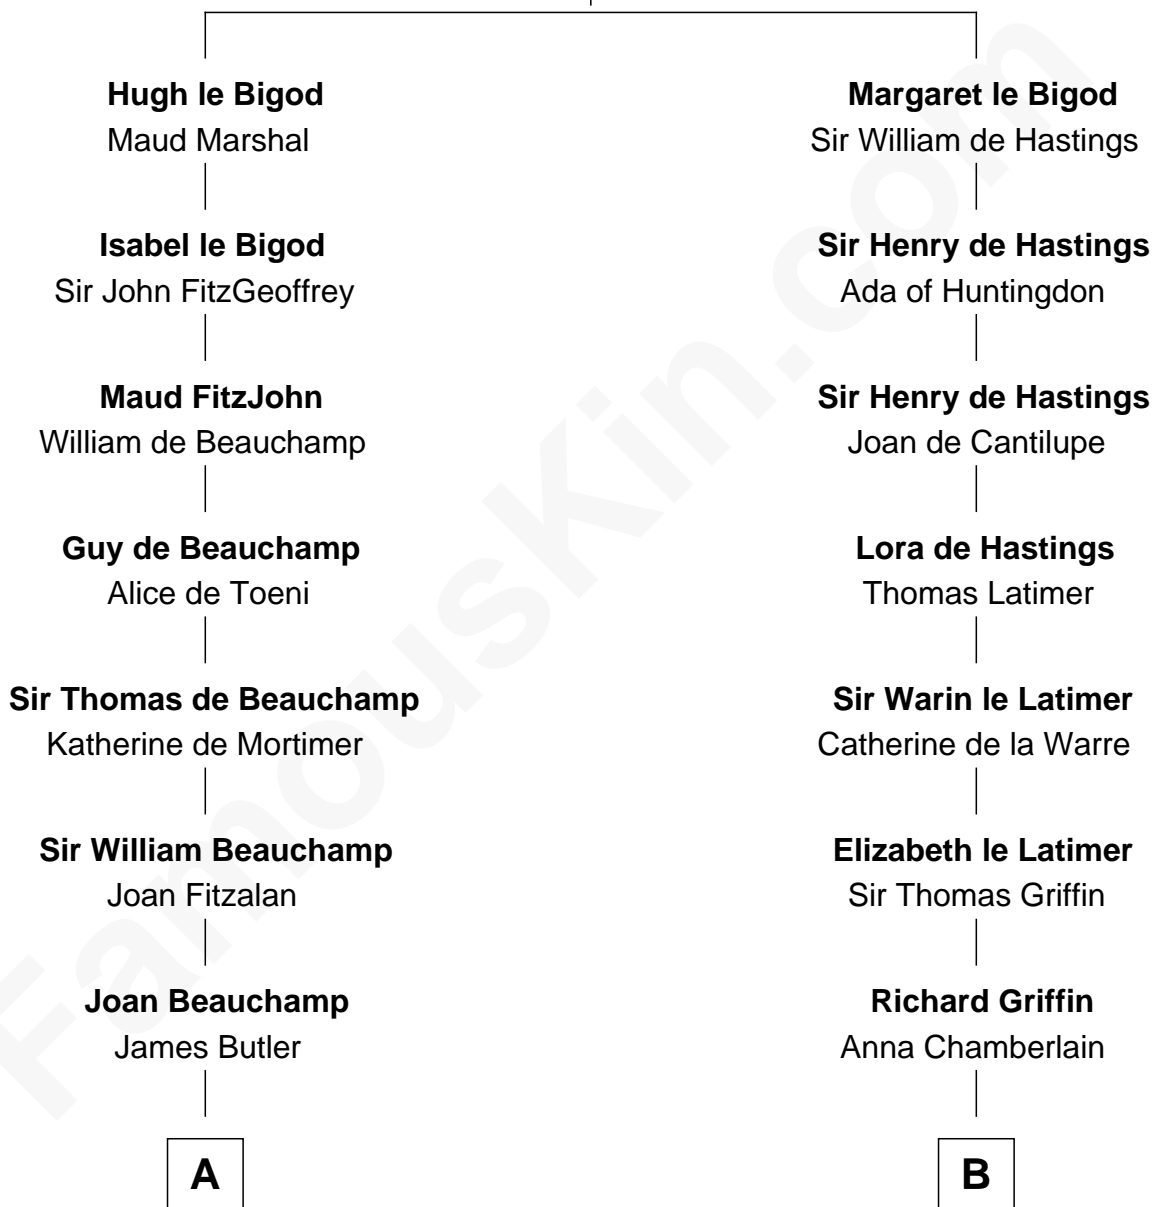 Hugh le Bigod
Maud Marshal
Isabel le Bigod
Sir John FitzGeoffrey
Maud FitzJohn
William de Beauchamp
Guy de Beauchamp
Alice de Toeni
Sir Thomas de Beauchamp
Katherine de Mortimer
Sir William Beauchamp
Joan Fitzalan
Joan Beauchamp
James Butler
A
Margaret le Bigod
Sir William de Hastings
Sir Henry de Hastings
Ada of Huntingdon
Sir Henry de Hastings
Joan de Cantilupe
Lora de Hastings
Thomas Latimer
Sir Warin le Latimer
Catherine de la Warre
Elizabeth le Latimer
Sir Thomas Griffin
Richard Griffin
Anna Chamberlain
B
FamousKin.com